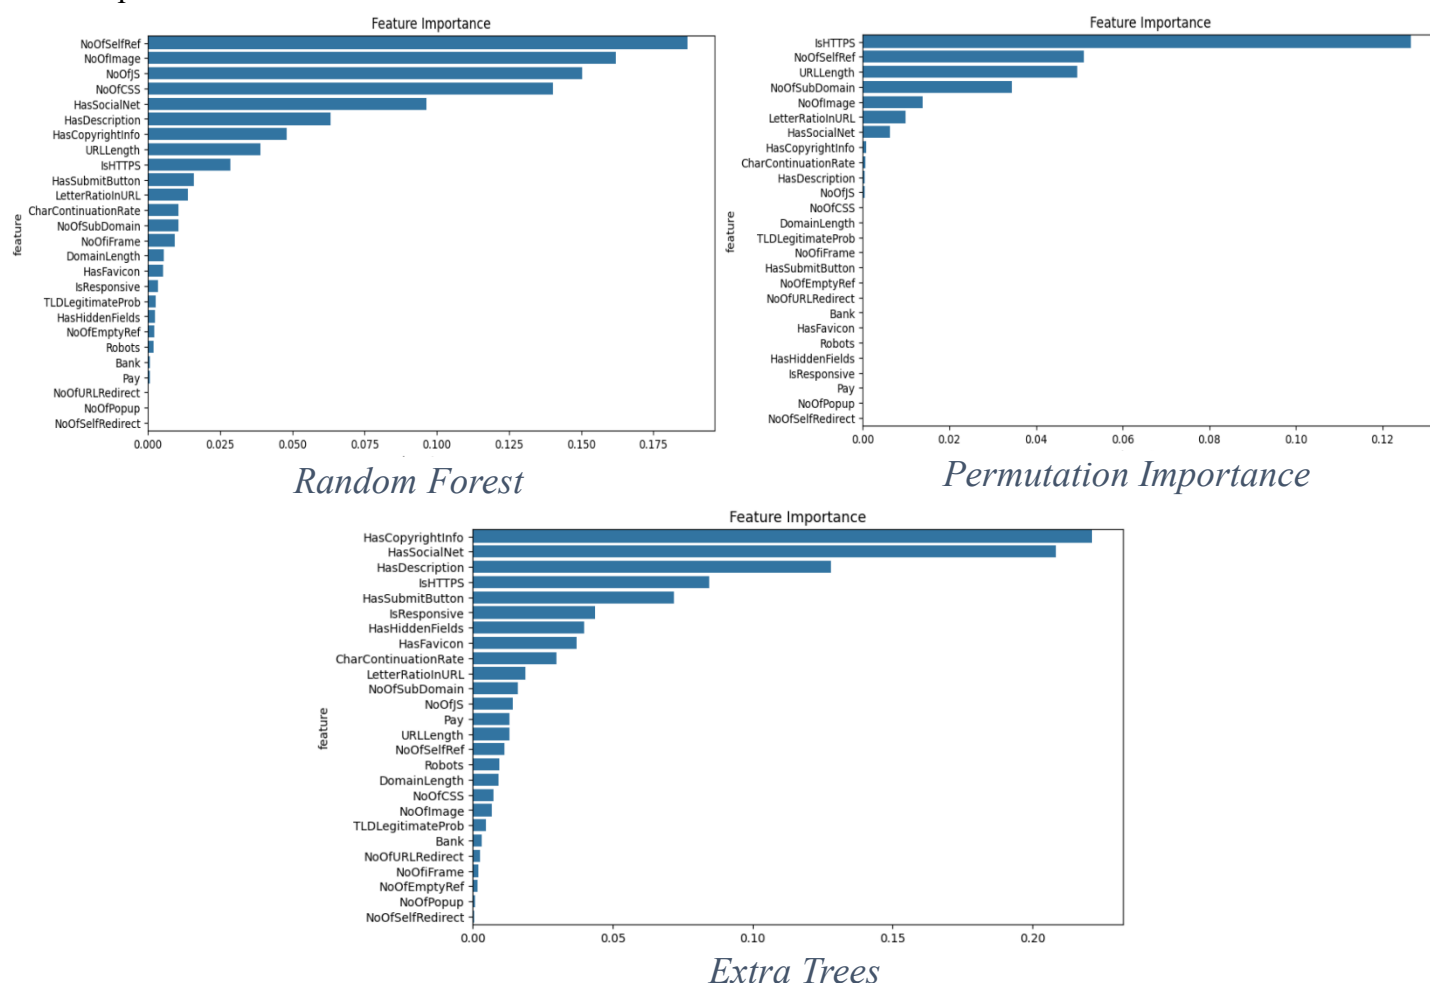 Feature Importance
NoOfSelfRef
NoOfImage
NoOfJS
NoOfCSS
HasSocialNet
HasDescription
HasCopyrightInfo
URLLength
IsHTTPS
HasSubmitButton
LetterRatioInURL
CharContinuationRate
NoOfSubDomain
NoOfiFrame
DomainLength
HasFavicon
IsResponsive
TLDLegitimateProb
HasHiddenFields
NoOfEmptyRef
Robots
Bank
Pay
NoOfURLRedirect
NoOfPopup
NoOfSelfRedirect
feature
0.000 0.025 0.050 0.075 0.100 0.125 0.150 0.175
Random Forest
Feature Importance
IsHTTPS
NoOfSelfRef
URLLength
NoOfSubDomain
NoOfImage
LetterRatioInURL
HasSocialNet
HasCopyrightInfo
CharContinuationRate
HasDescription
NoOfJS
NoOfCSS
DomainLength
TLDLegitimateProb
NoOfiFrame
HasSubmitButton
NoOfEmptyRef
NoOfURLRedirect
Bank
HasFavicon
Robots
HasHiddenFields
IsResponsive
Pay
NoOfPopup
NoOfSelfRedirect
feature
0.00 0.02 0.04 0.06 0.08 0.10 0.12
Permutation Importance
Feature Importance
HasCopyrightInfo
HasSocialNet
HasDescription
IsHTTPS
HasSubmitButton
IsResponsive
HasHiddenFields
HasFavicon
CharContinuationRate
LetterRatioInURL
NoOfSubDomain
NoOfJS
Pay
URLLength
NoOfSelfRef
Robots
DomainLength
NoOfCSS
NoOfImage
TLDLegitimateProb
Bank
NoOfURLRedirect
NoOfiFrame
NoOfEmptyRef
NoOfPopup
NoOfSelfRedirect
feature
0.00 0.05 0.10 0.15 0.20
Extra Trees